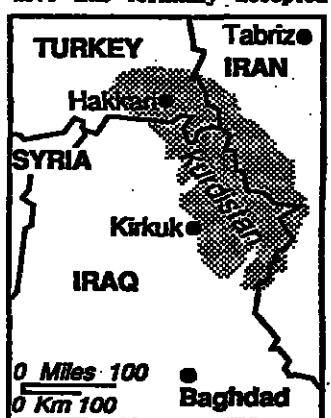 TURKEY
Tabriz
IRAN
Hakkari
SYRIA
Kurdistan
Kirkuk
IRAQ
0 Miles 100
0 Km 100
Baghdad